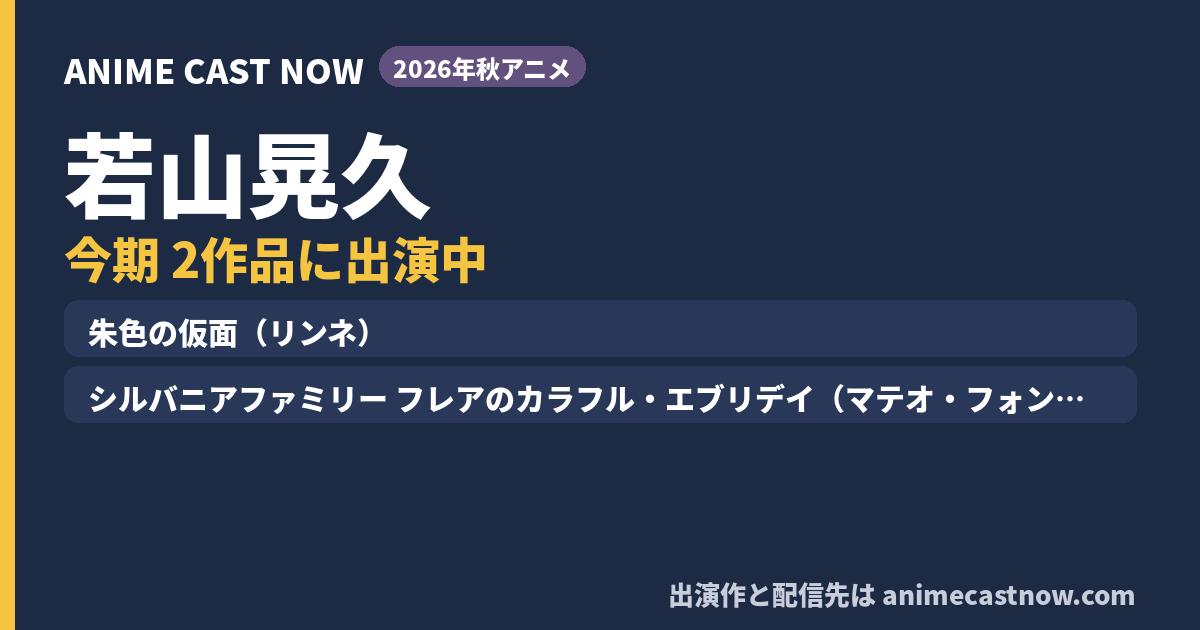 ANIME CAST NOW 2026年秋アニメ
若山晃久
今期 2作品に出演中
朱色の仮面（リンネ）
シルバニアファミリー フレアのカラフル・エブリデイ（マテオ・フォン…
出演作と配信先は animecastnow.com